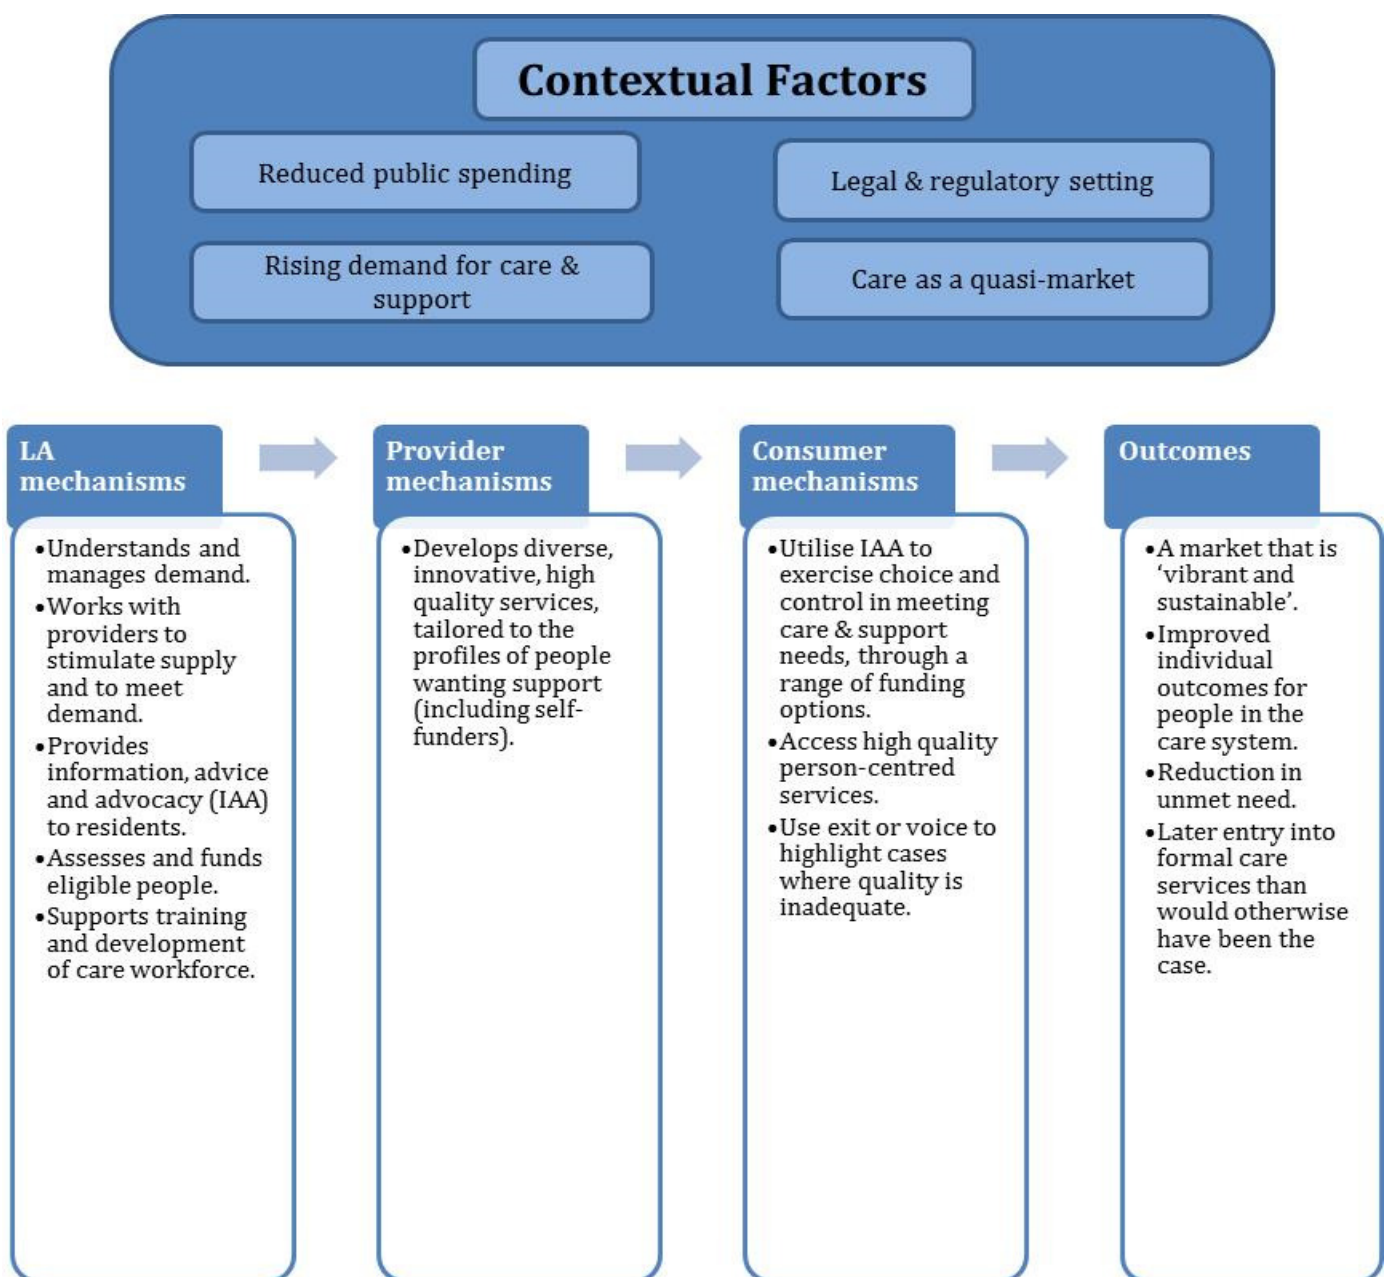 Contextual Factors
Reduced public spending
Legal & regulatory setting
Rising demand for care &
support
Care as a quasi-market
LA
mechanisms
•Understands and
manages demand.
•Works with
providers to
stimulate supply
and to meet
demand.
•Provides
information, advice
and advocacy (IAA)
to residents.
•Assesses and funds
eligible people.
•Supports training
and development
of care workforce.
Provider
mechanisms
•Develops diverse,
innovative, high
quality services,
tailored to the
profiles of people
wanting support
(including self-
funders).
Consumer
mechanisms
•Utilise IAA to
exercise choice and
control in meeting
care & support
needs, through a
range of funding
options.
•Access high quality
person-centred
services.
•Use exit or voice to
highlight cases
where quality is
inadequate.
Outcomes
•A market that is
‘vibrant and
sustainable’.
•Improved
individual
outcomes for
people in the
care system.
•Reduction in
unmet need.
•Later entry into
formal care
services than
would otherwise
have been the
case.